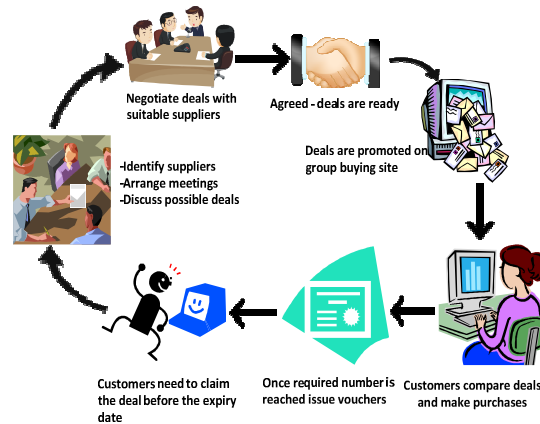 Negotiate deals with
suitable suppliers
Agreed - deals are ready
Deals are promoted on
group buying site
-Identify suppliers
-Arrange meetings
-Discuss possible deals
Customers need to claim
the deal before the expiry
date
Once required number is
reached issue vouchers
Customers compare deals
and make purchases